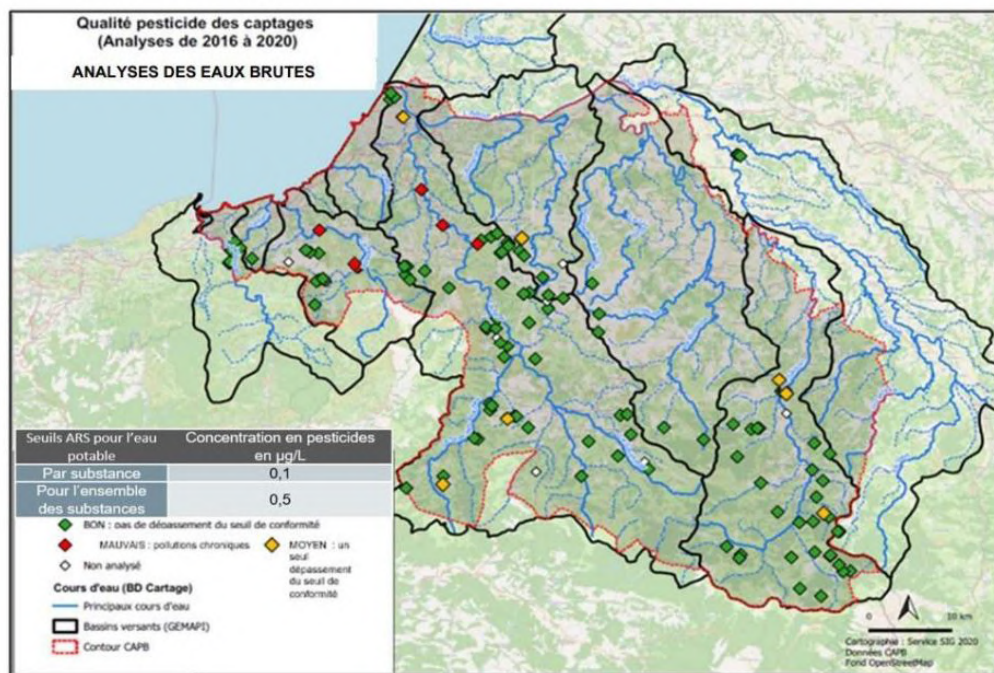 Qualité pesticide des captages
(Analyses de 2016 à 2020)
ANALYSES DES EAUX BRUTES
Seuils ARS pour l'eau potable
Concentration en pesticides en µg/L
Par substance
0,1
Pour l'ensemble des substances
0,5
BON : oas de déoassement du seuil de conformité
MAUVAIS : pollutions chroniques
MOYEN : un
seul
dépassement
du seuil de
conformité
Non analysé
Cours d'eau (BD Cartage)
Principaux cours d'eau
Bassins versants (GEMAPI)
Contour CAPB
0 10 km
Cartographie : Service SIG 2020
Données CAPB
Fond OpenStreetMap